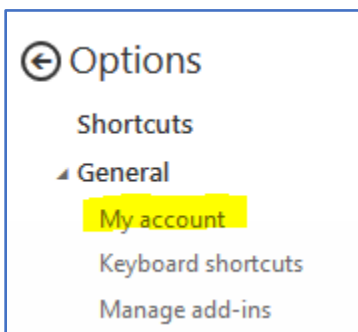 Options
Shortcuts
General
My account
Keyboard shortcuts
Manage add-ins